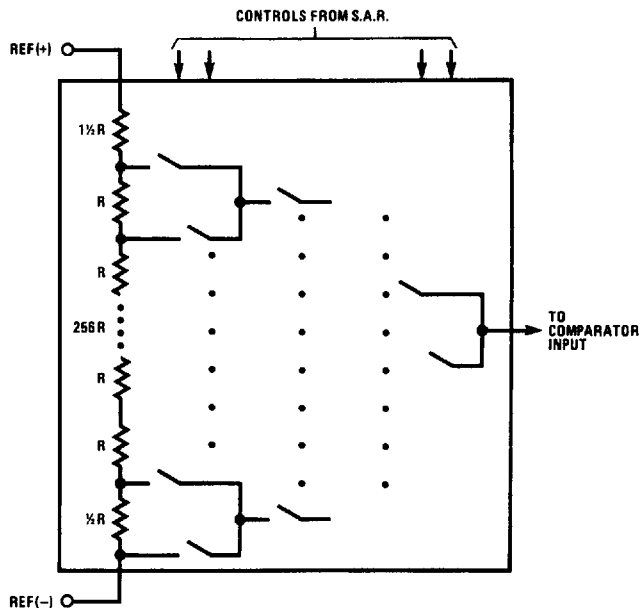 CONTROLS FROM S.A.R.
REF(+)
1½R
R
R
256R
R
R
½R
REF(−)
TO
COMPARATOR
INPUT